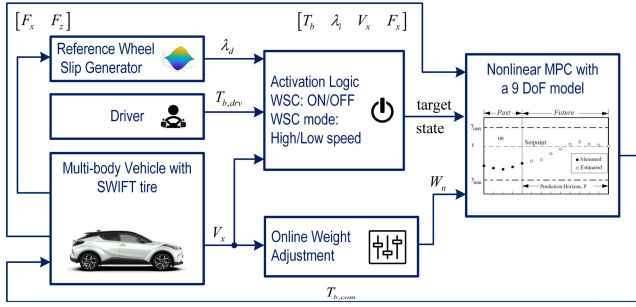 [F_x F_z]
[T_b λ_i V_x F_x]
Reference Wheel
Slip Generator
λ_d
Driver
T_b,drv
Multi-body Vehicle with
SWIFT tire
V_x
Activation Logic
WSC: ON/OFF
WSC mode:
High/Low speed
target
state
Online Weight
Adjustment
W_n
Nonlinear MPC with
a 9 DoF model
Past
Future
v_max
Setpoint
Measured
Estimated
v_min
Prediction Horizon, P
T_b,com